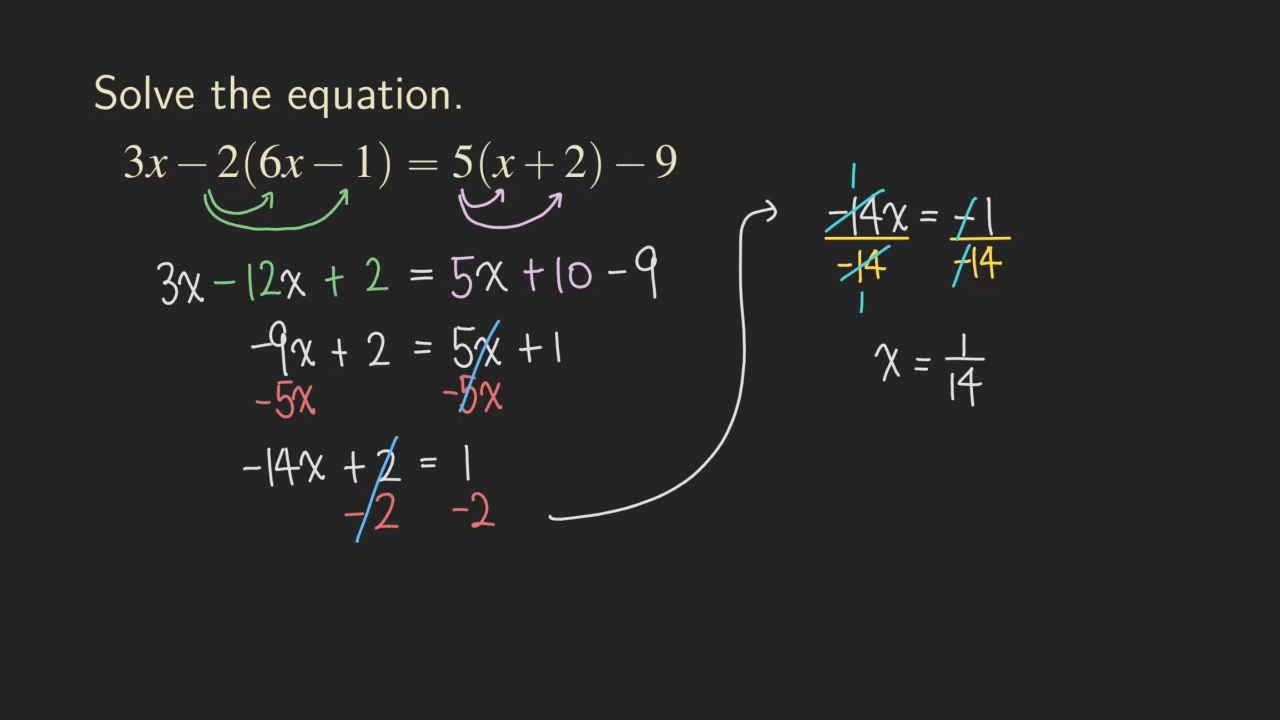 Solve the equation.
3x − 2(6x − 1) = 5(x + 2) − 9
3x − 12x + 2 = 5x + 10 − 9
-9x + 2 = 5x + 1
-5x -5x
-14x + 2 = 1
-2 -2
1
-14x = -1
-14 -14
1
x = 1/14